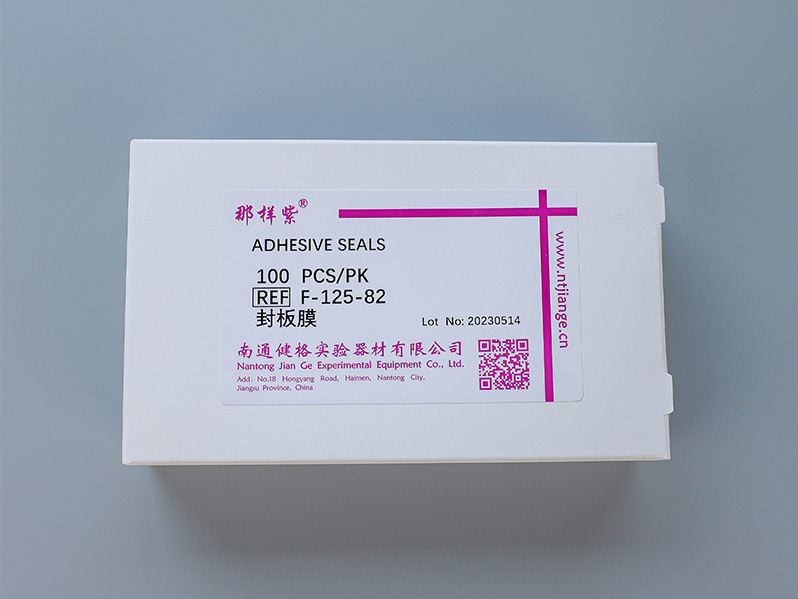 那样紫®
ADHESIVE SEALS
100 PCS/PK
REF F-125-82
封板膜
Lot No: 20230514
南通健格实验器材有限公司
Nantong Jian Ge Experimental Equipment Co., Ltd.
Add: No.18 Hongyang Road, Haimen, Nantong City,
Jiangsu Province, China
www.ntjiange.cn